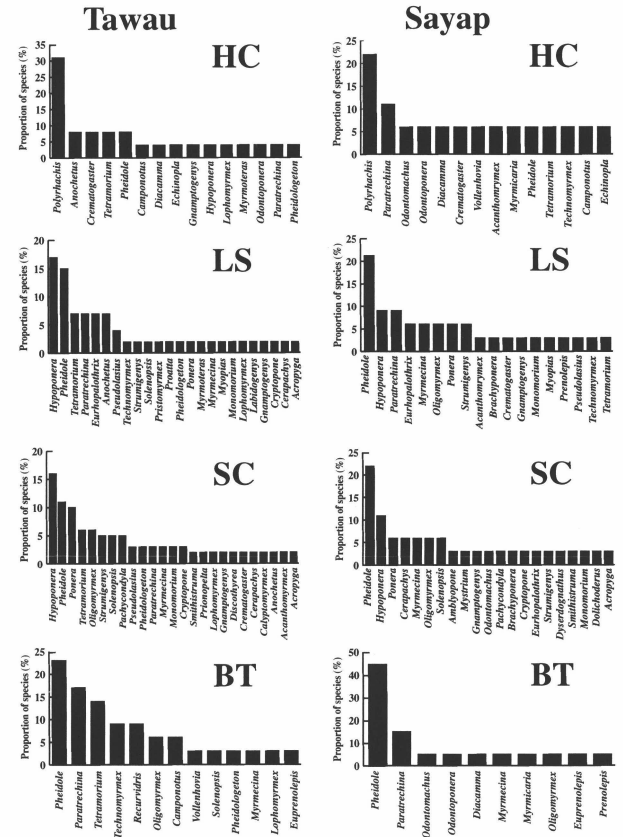 Tawau
Sayap
HC
Proportion of species (%)
35
30
25
20
15
10
5
0
Polyrhachis
Anochetus
Crematogaster
Tetramorium
Pheidole
Camponotus
Diacamma
Echinopla
Gnamptogenys
Hypoponera
Lophomyrmex
Myrmoteras
Odontoponera
Paratrechina
Pheidologeton
HC
Proportion of species (%)
25
20
15
10
5
0
Polyrhachis
Paratrechina
Odontomachus
Odontoponera
Diacamma
Crematogaster
Vollenhovia
Acanthomrymex
Myrmicaria
Pheidole
Tetramorium
Technomyrmex
Camponotus
Echinopla
LS
Proportion of species (%)
20
15
10
5
0
Hypoponera
Pheidole
Tetramorium
Paratrechina
Eurhopalothrix
Anochetus
Pseudolasius
Technomyrmex
Strumigenys
Solenopsis
Pristomyrmex
Proatta
Pheidologeton
Ponera
Myrmoteras
Myrmecina
Myopias
Monomorium
Lophomyrmex
Labidogenys
Gnamptogenys
Cryptopone
Cerapachys
Acropyga
LS
Proportion of species (%)
25
20
15
10
5
0
Pheidole
Hypoponera
Paratrechina
Eurhopalothrix
Myrmecina
Oligomyrmex
Ponera
Strumigenys
Acanthomrymex
Brachyponera
Crematogaster
Gnamptogenys
Monomorium
Myopias
Prenolepis
Pseudolasius
Technomyrmex
Tetramorium
SC
Proportion of species (%)
20
15
10
5
0
Hypoponera
Pheidole
Ponera
Tetramorium
Oligomyrmex
Strumigenys
Solenopsis
Pachycondyla
Pseudolasius
Pheidologeton
Paratrechina
Myrmecina
Monomorium
Cryptopone
Smithistruma
Prionopelta
Lophomyrmex
Gnamptogenys
Discothyrea
Crematogaster
Cerapachys
Calyptomyrmex
Anochetus
Acanthomyrmex
Acropyga
SC
Proportion of species (%)
25
20
15
10
5
0
Pheidole
Hypoponera
Ponera
Cerapachys
Myrmecina
Oligomyrmex
Solenopsis
Amblyopone
Mystrium
Gnamptogenys
Odontomachus
Pachycondyla
Brachyponera
Cryptopone
Eurhopalothrix
Strumigenys
Dyserdognathus
Smithistruma
Monomorium
Dolichoderus
Acropyga
BT
Proportion of species (%)
25
20
15
10
5
0
Pheidole
Paratrechina
Tetramorium
Technomyrmex
Recurvidris
Oligomyrmex
Camponotus
Vollenhovia
Solenopsis
Pheidologeton
Myrmecina
Lophomyrmex
Euprenolepis
BT
Proportion of species (%)
50
40
30
20
10
0
Pheidole
Paratrechina
Odontomachus
Odontoponera
Diacamma
Myrmecina
Myrmicaria
Oligomyrmex
Euprenolepis
Prenolepis